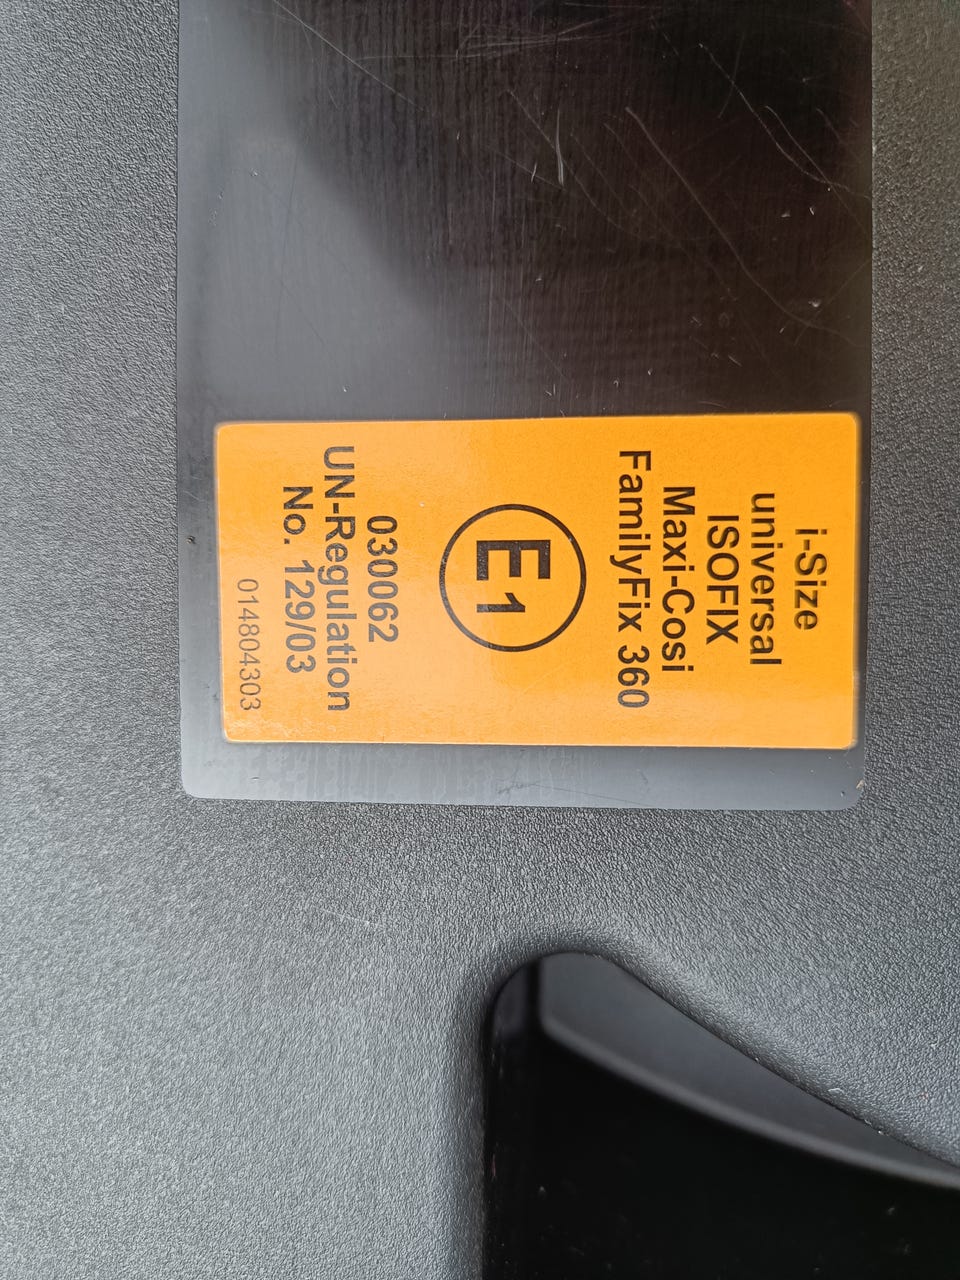 i-Size
universal
ISOFIX
Maxi-Cosi
FamilyFix 360
E1
030062
UN-Regulation
No. 129/03
014804303